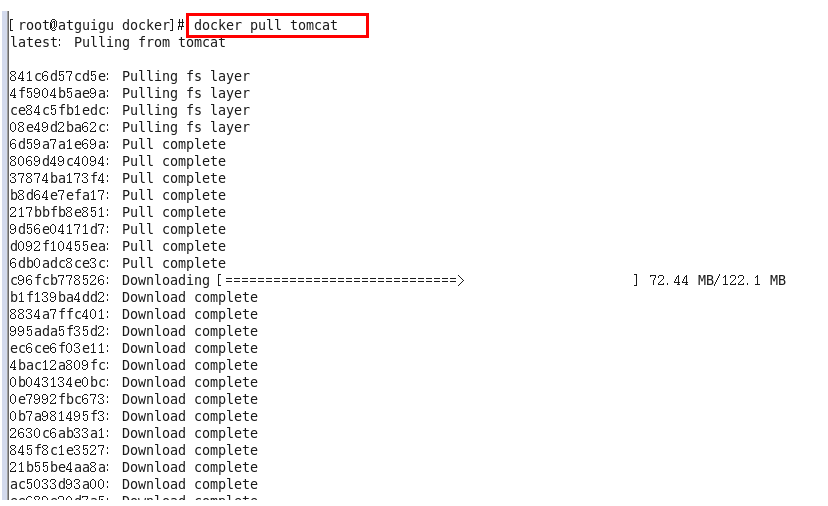 [root@atguigu docker]# docker pull tomcat
latest: Pulling from tomcat
841c6d57cd5e: Pulling fs layer
4f5904b5ae9a: Pulling fs layer
ce84c5fb1edc: Pulling fs layer
08e49d2ba62c: Pulling fs layer
6d59a7a1e69a: Pull complete
8069d49c4094: Pull complete
37874ba173f4: Pull complete
b8d64e7efa17: Pull complete
217bbfb8e851: Pull complete
9d56e04171d7: Pull complete
d092f10455ea: Pull complete
6db0adc8ce3c: Pull complete
c96fcb778526: Downloading [=============================>                     ] 72.44 MB/122.1 MB
b1f139ba4dd2: Download complete
8834a7ffc401: Download complete
995ada5f35d2: Download complete
ec6ce6f03e11: Download complete
4bac12a809fc: Download complete
0b043134e0bc: Download complete
0e7992fbc673: Download complete
0b7a981495f3: Download complete
2630c6ab33a1: Download complete
845f8c1e3527: Download complete
21b55be4aa8a: Download complete
ac5033d93a00: Download complete
Download complete